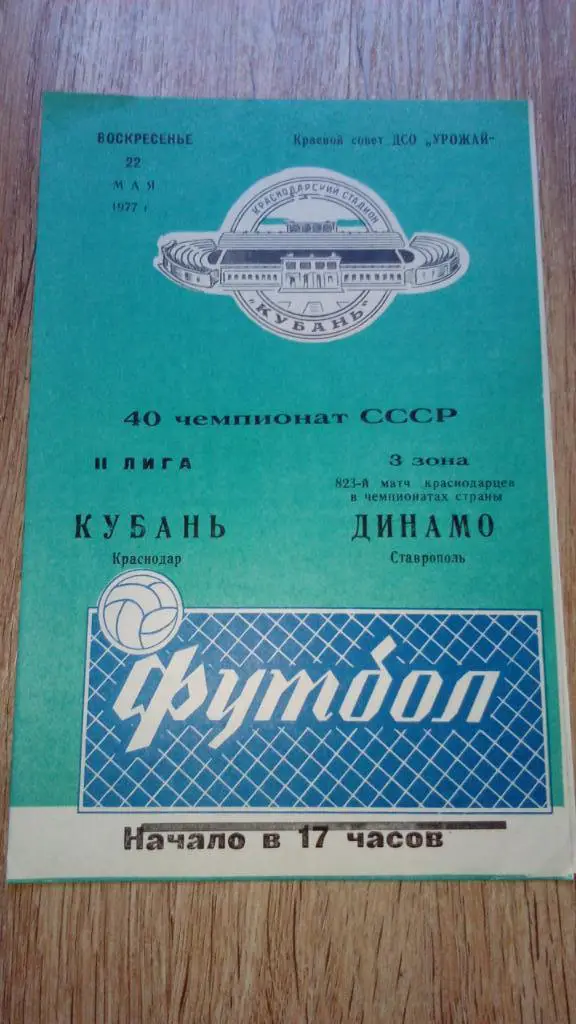 ВОСКРЕСЕНЬЕ
22
МАЯ
1977 г
Краевой совет ДСО „УРОЖАЙ"
КРАСНОДАРСКИЙ СТАДИОН
„КУБАНЬ"
40 чемпионат СССР
II ЛИГА
3 зона
823-й матч краснодарцев
в чемпионатах страны
КУБАНЬ
ДИНАМО
Краснодар
Ставрополь
Футбол
Начало в 17 часов